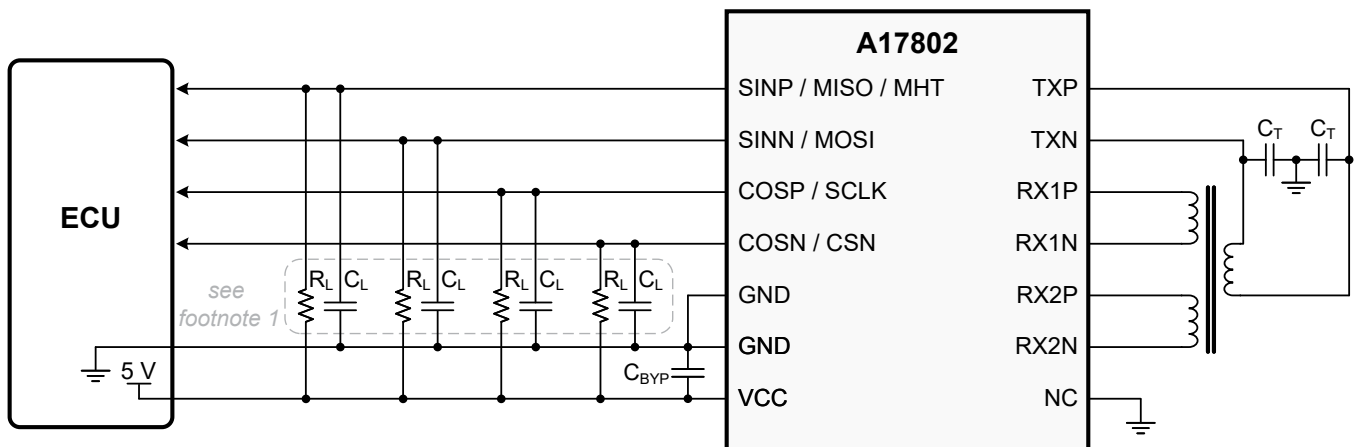 A17802
SINP / MISO / MHT
TXP
SINN / MOSI
TXN
C_T
C_T
COSP / SCLK
RX1P
ECU
COSN / CSN
RX1N
see
footnote 1
R_L
C_L
R_L
C_L
R_L
C_L
R_L
C_L
GND
RX2P
GND
RX2N
5 V
C_BYP
VCC
NC